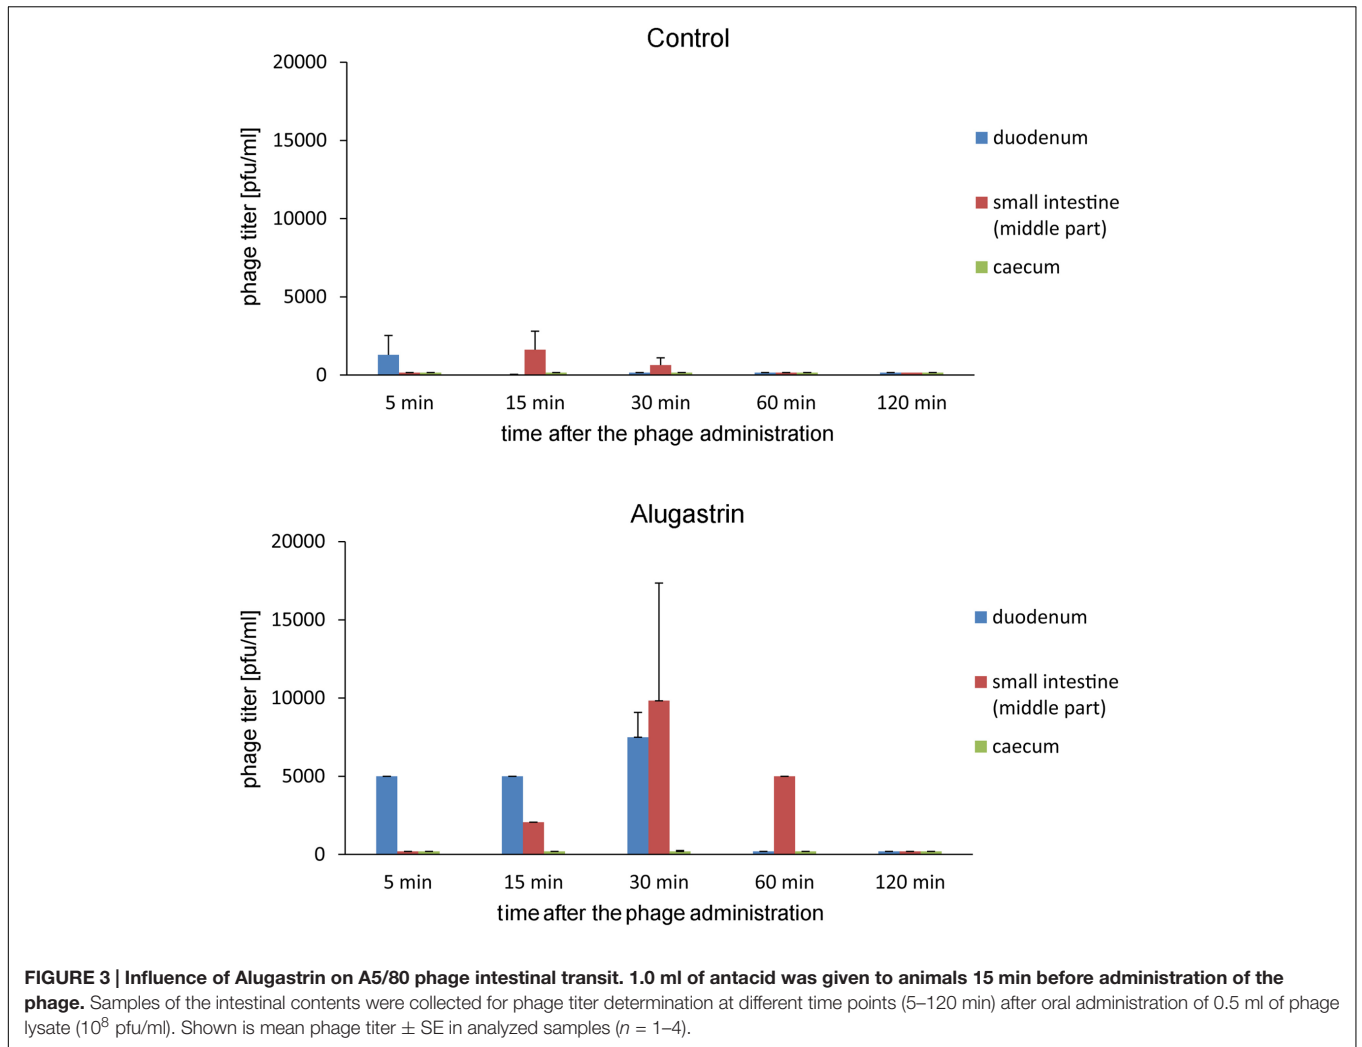 Control
20000
15000
10000
5000
0
phage titer [pfu/ml]
5 min 15 min 30 min 60 min 120 min
time after the phage administration
duodenum
small intestine
(middle part)
caecum
Alugastrin
20000
15000
10000
5000
0
phage titer [pfu/ml]
5 min 15 min 30 min 60 min 120 min
time after the phage administration
duodenum
small intestine
(middle part)
caecum
FIGURE 3 | Influence of Alugastrin on A5/80 phage intestinal transit. 1.0 ml of antacid was given to animals 15 min before administration of the
phage. Samples of the intestinal contents were collected for phage titer determination at different time points (5–120 min) after oral administration of 0.5 ml of phage
lysate (10⁸ pfu/ml). Shown is mean phage titer ± SE in analyzed samples (n = 1–4).